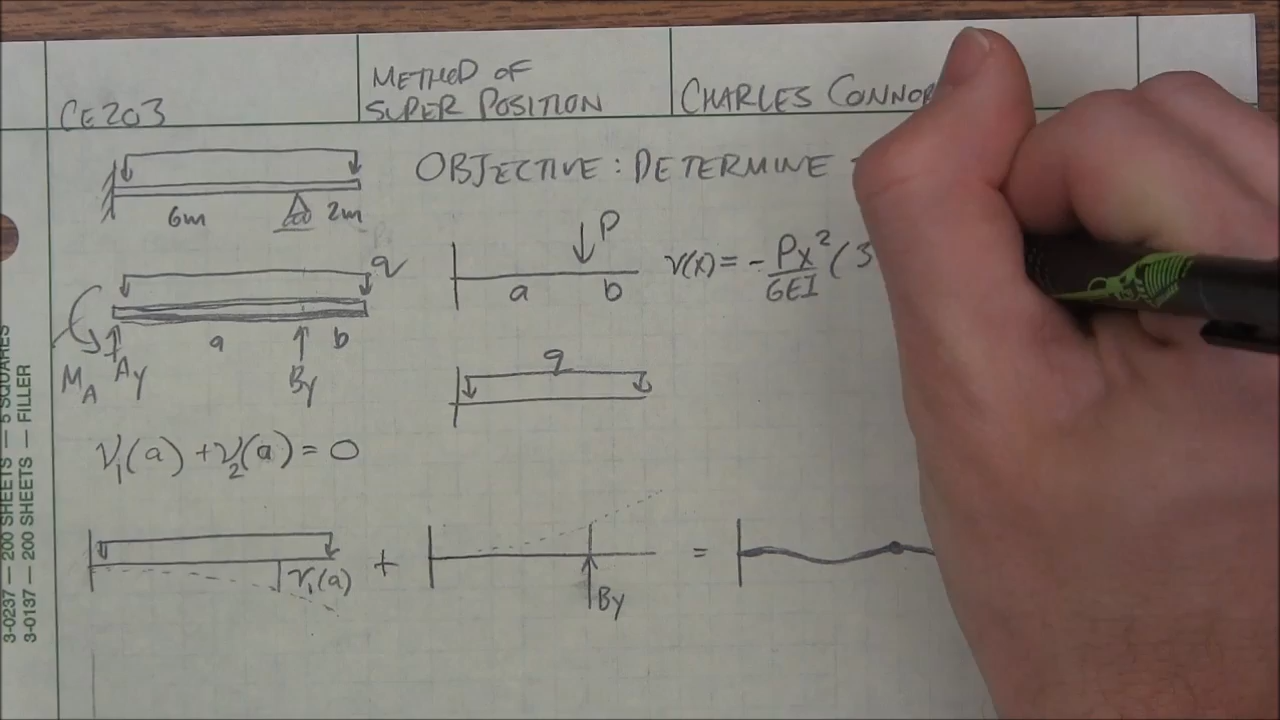 CE203
METHOD OF
SUPER POSITION
CHARLES CONNOR
OBJECTIVE: DETERMINE
6m
2m
P
a
b
v(x) = - Px²/6EI (3
q
a
b
M_A
Ay
By
q
v₁(a) + v₂(a) = 0
v₁(a)
+
By
=
3-0237 — 200 SHEETS — 5 SQUARES
3-0137 — 200 SHEETS — FILLER